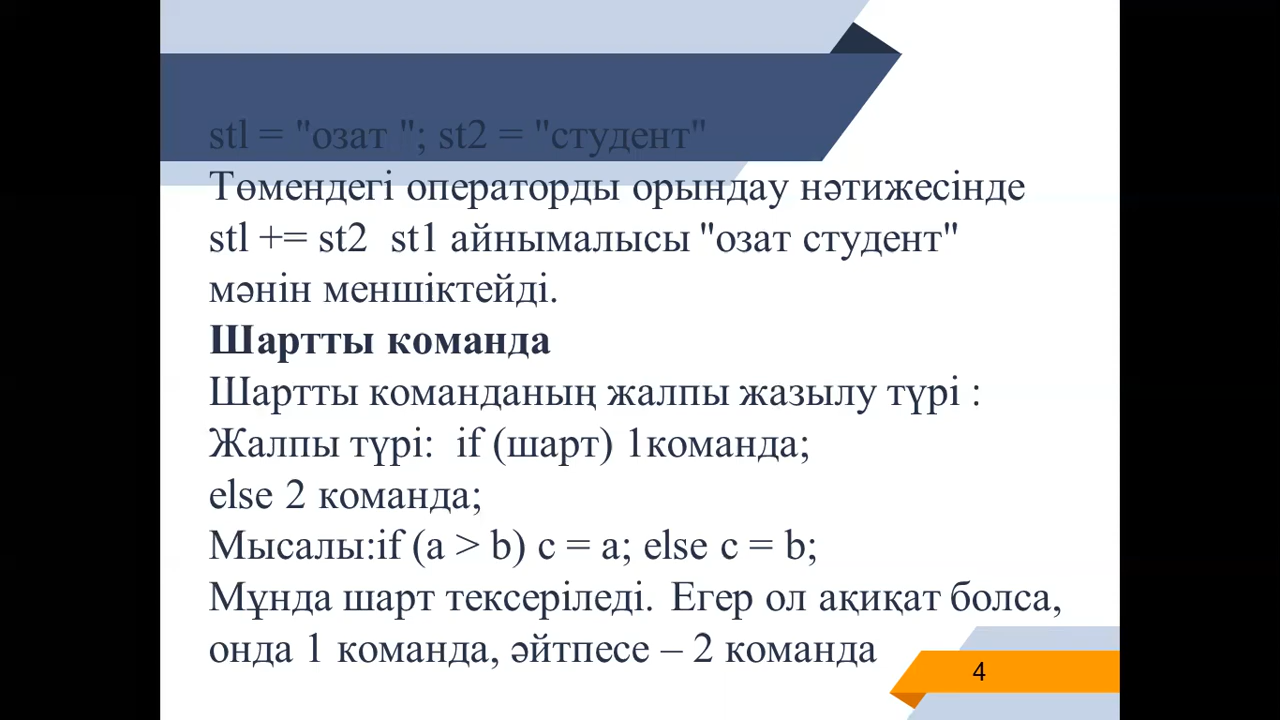 stl = "озат "; st2 = "студент"
Төмендегі операторды орындау нәтижесінде
stl += st2  st1 айнымалысы "озат студент"
мәнін меншіктейді.
Шартты команда
Шартты команданың жалпы жазылу түрі :
Жалпы түрі:  if (шарт) 1команда;
else 2 команда;
Мысалы:if (a > b) c = a; else c = b;
Мұнда шарт тексеріледі.  Егер ол ақиқат болса,
онда 1 команда, әйтпесе – 2 команда
4